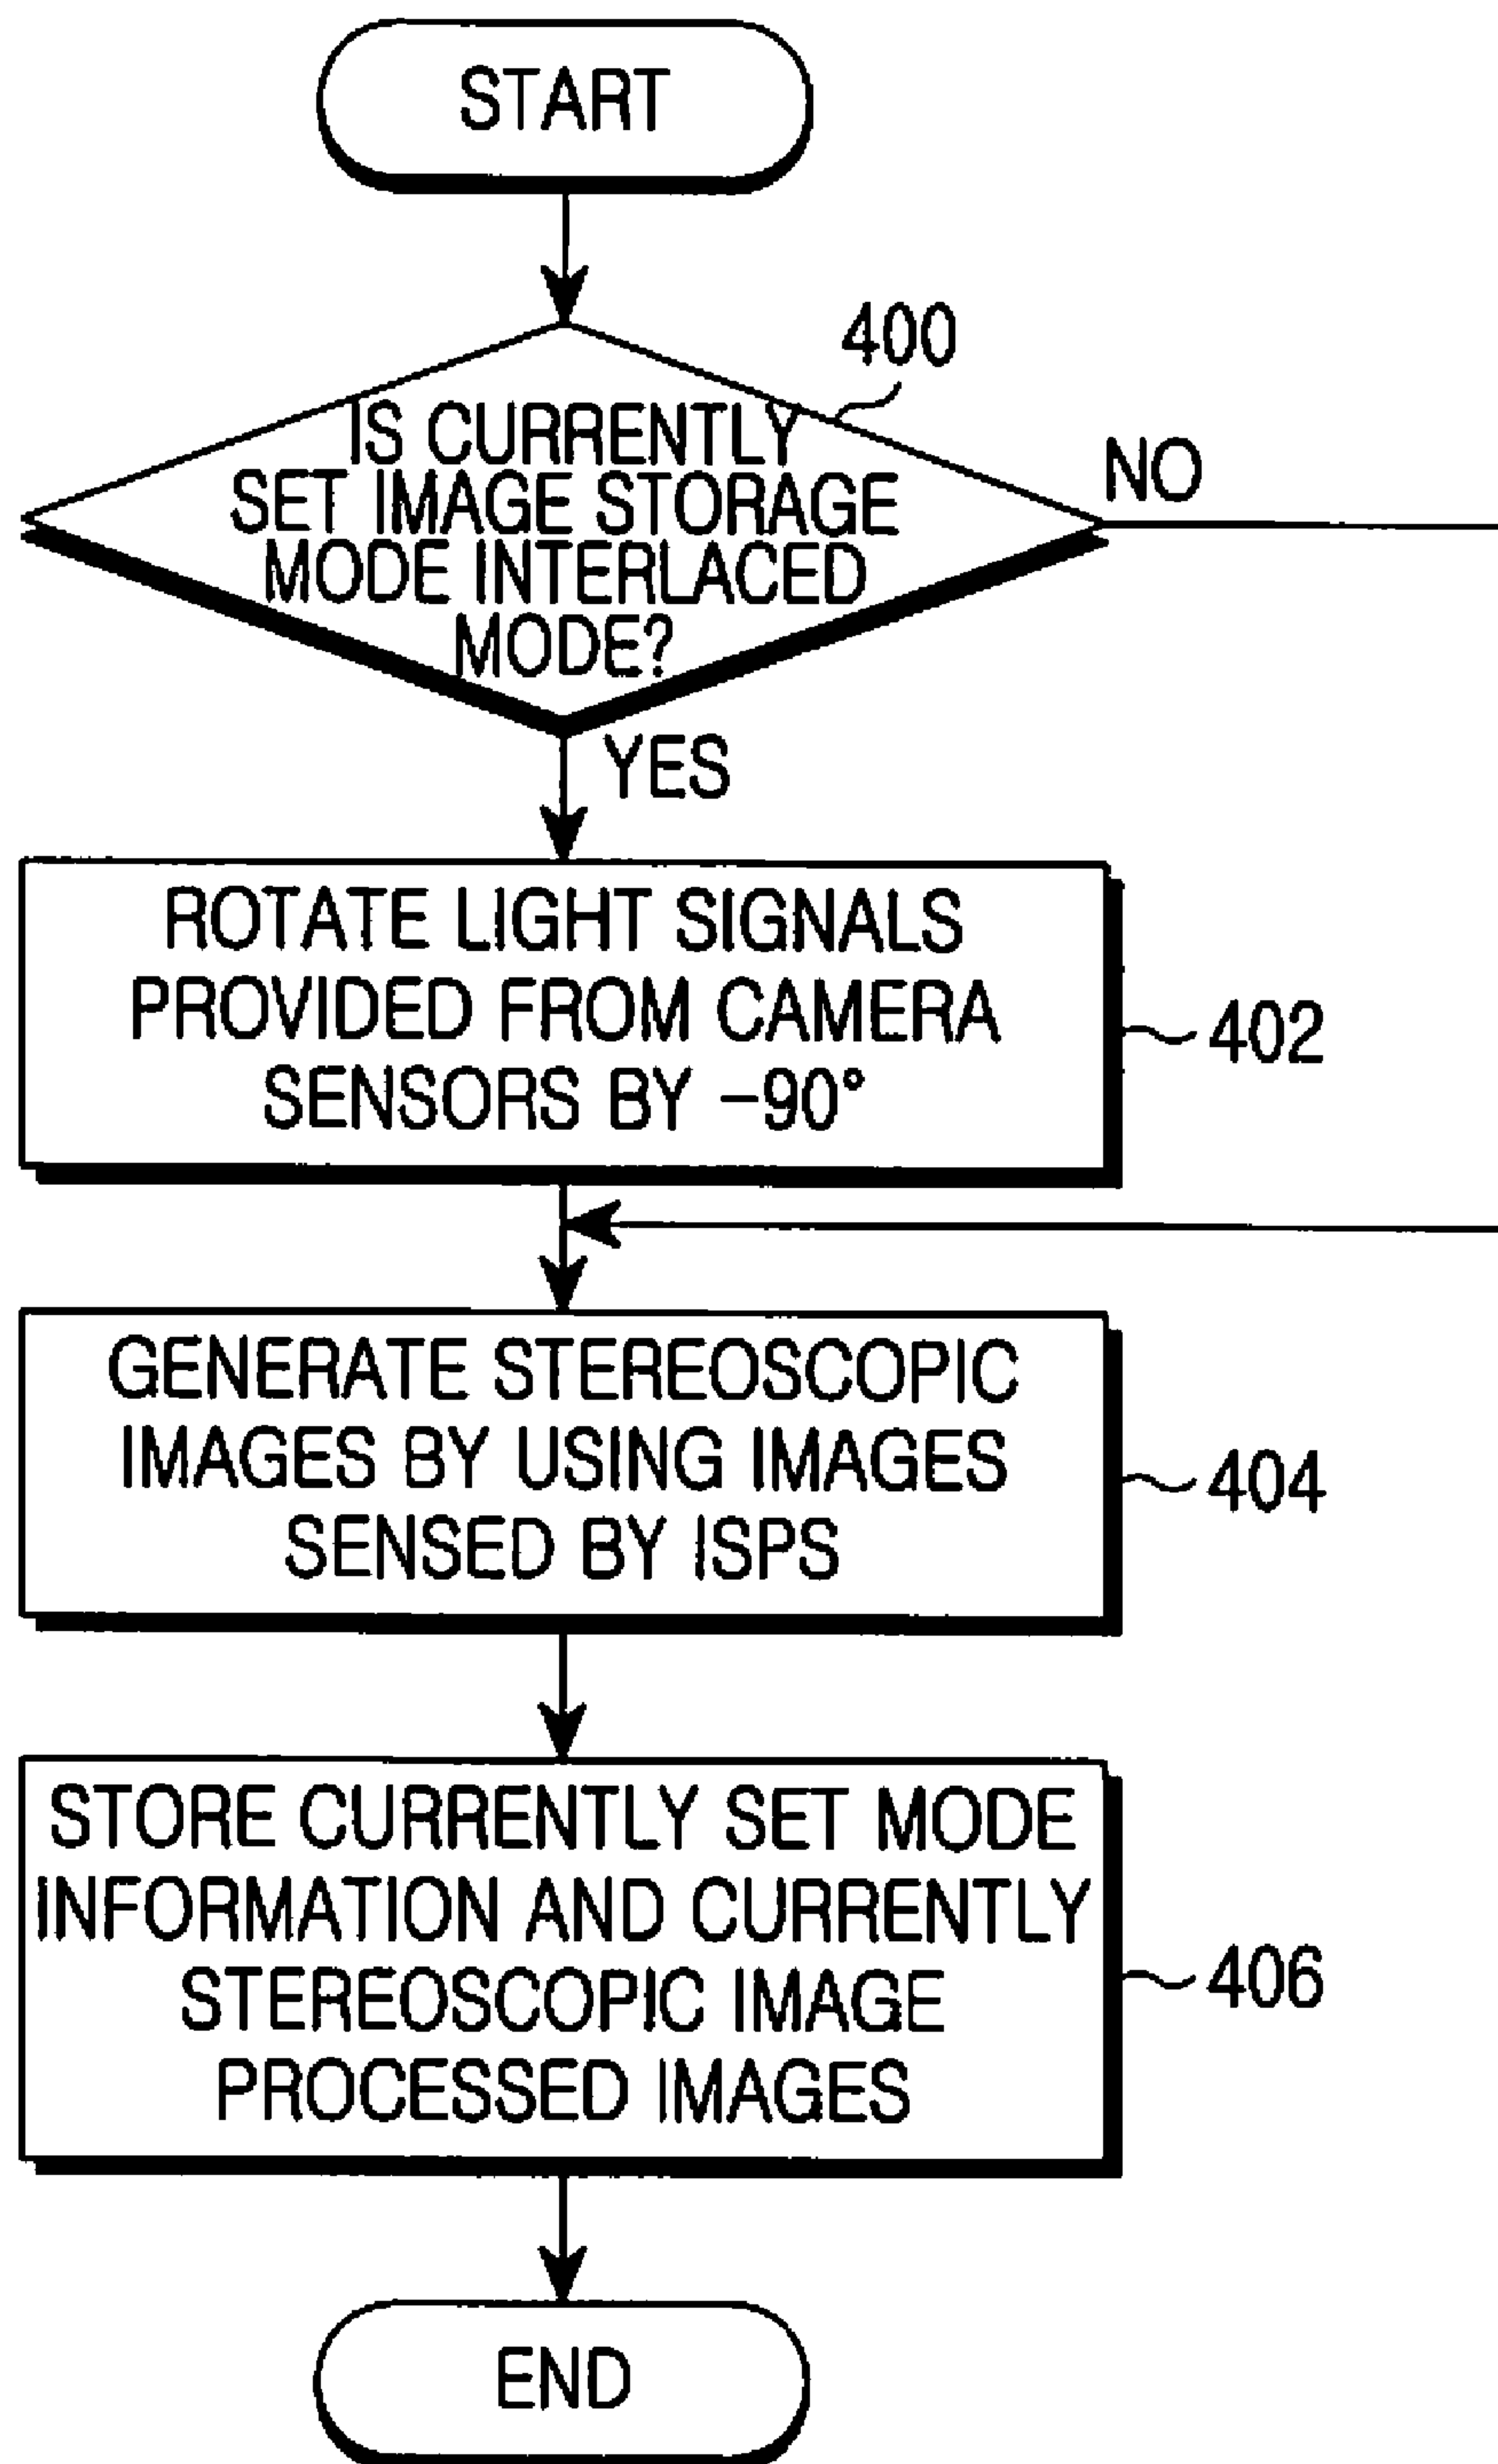 START
400
IS CURRENTLY
SET IMAGE STORAGE
MODE INTERLACED
MODE?
NO
YES
ROTATE LIGHT SIGNALS
PROVIDED FROM CAMERA
SENSORS BY -90°
402
GENERATE STEREOSCOPIC
IMAGES BY USING IMAGES
SENSED BY ISPS
404
STORE CURRENTLY SET MODE
INFORMATION AND CURRENTLY
STEREOSCOPIC IMAGE
PROCESSED IMAGES
406
END